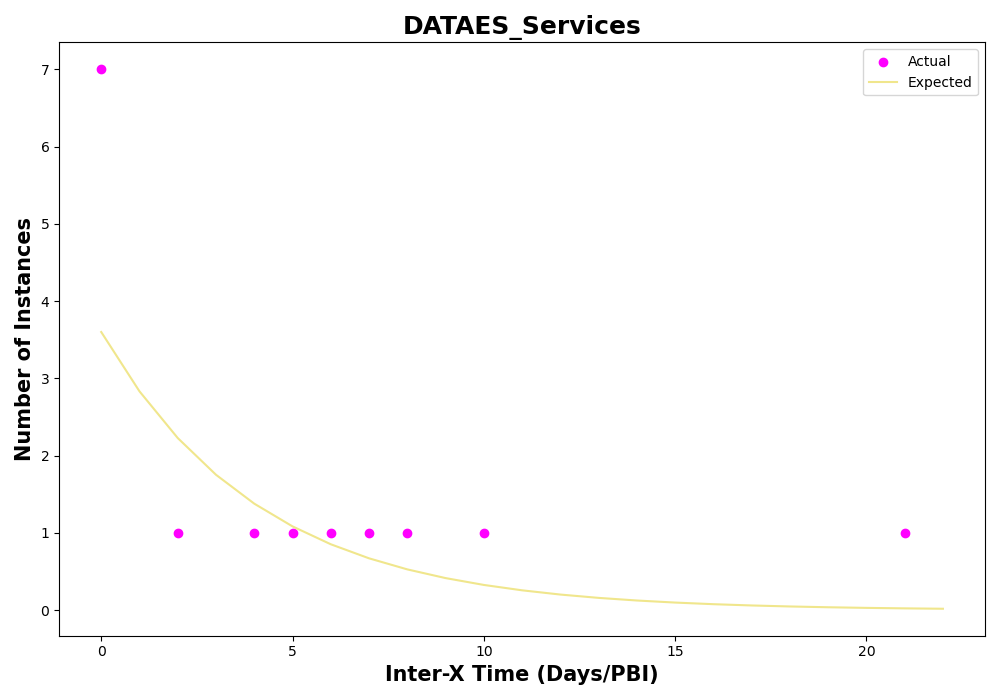 DATAES_Services
Actual
Expected
7
6
5
4
3
2
1
0
Number of Instances
0 5 10 15 20
Inter-X Time (Days/PBI)